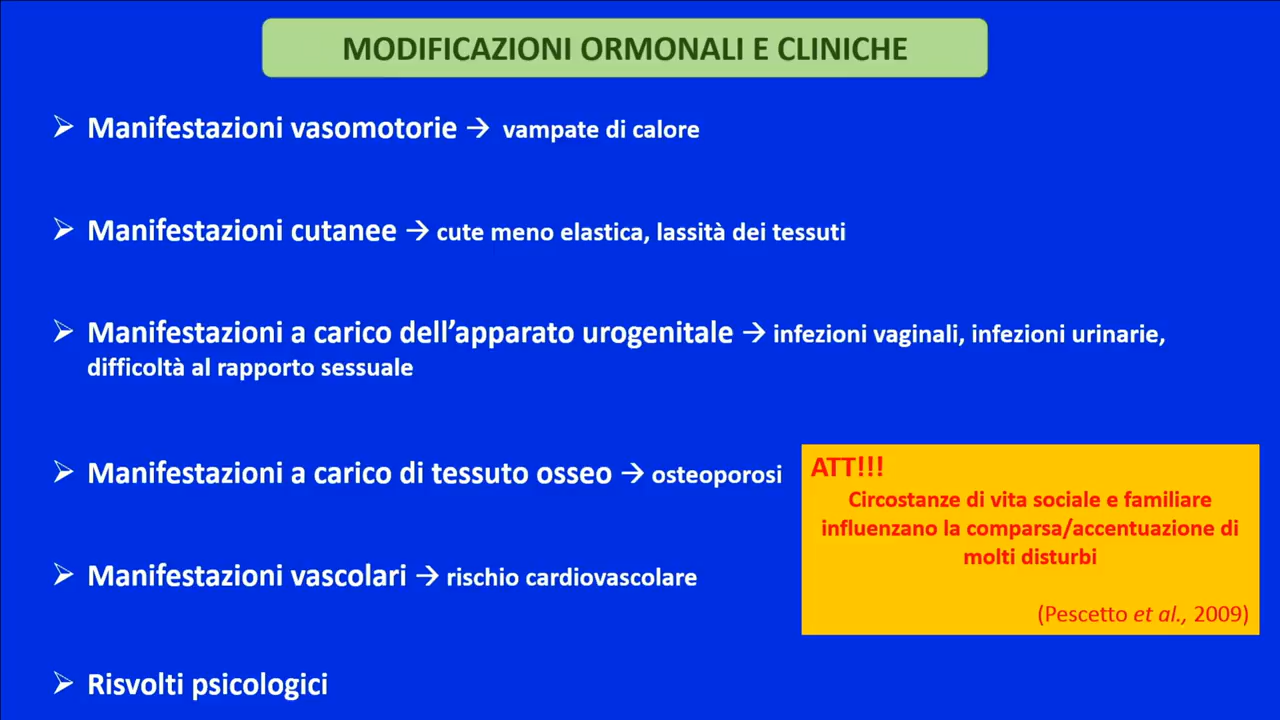 MODIFICAZIONI ORMONALI E CLINICHE
➢ Manifestazioni vasomotorie → vampate di calore
➢ Manifestazioni cutanee → cute meno elastica, lassità dei tessuti
➢ Manifestazioni a carico dell’apparato urogenitale → infezioni vaginali, infezioni urinarie,
difficoltà al rapporto sessuale
➢ Manifestazioni a carico di tessuto osseo → osteoporosi
➢ Manifestazioni vascolari → rischio cardiovascolare
➢ Risvolti psicologici
ATT!!!
Circostanze di vita sociale e familiare
influenzano la comparsa/accentuazione di
molti disturbi
(Pescetto et al., 2009)